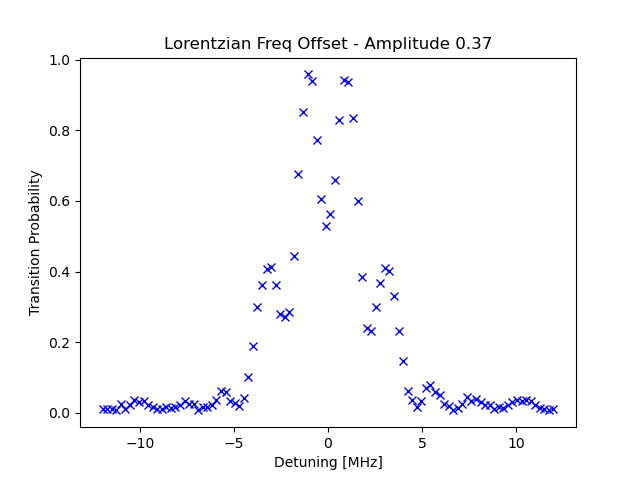 Lorentzian Freq Offset - Amplitude 0.37
Transition Probability
1.0
0.8
0.6
0.4
0.2
0.0
−10 −5 0 5 10
Detuning [MHz]